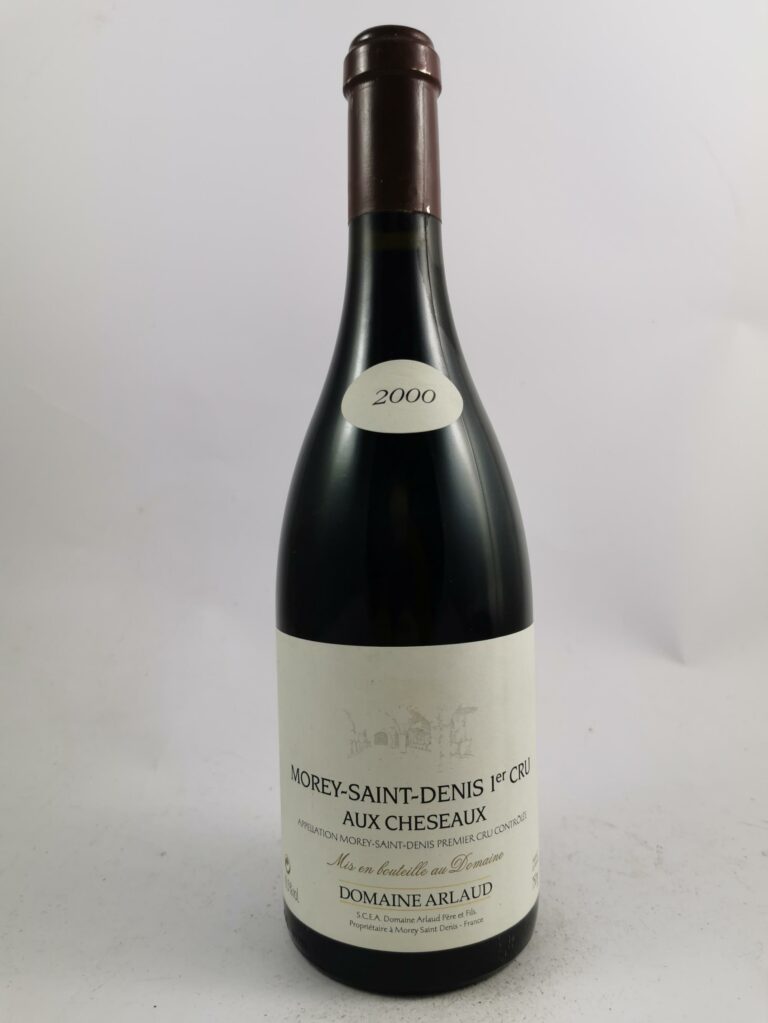 2000
MOREY-SAINT-DENIS 1er CRU
AUX CHESEAUX
APPELLATION MOREY-SAINT-DENIS PREMIER CRU CONTRÔLÉE
Mis en bouteille au Domaine
DOMAINE ARLAUD
S.C.E.A. Domaine Arlaud Père et Fils
Propriétaire à Morey Saint Denis - France